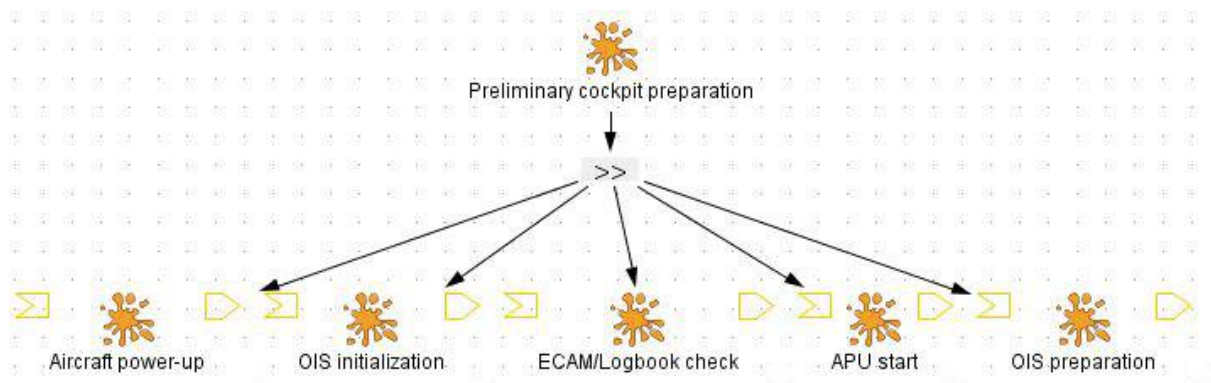 Preliminary cockpit preparation
>>
Aircraft power-up
OIS initialization
ECAM/Logbook check
APU start
OIS preparation